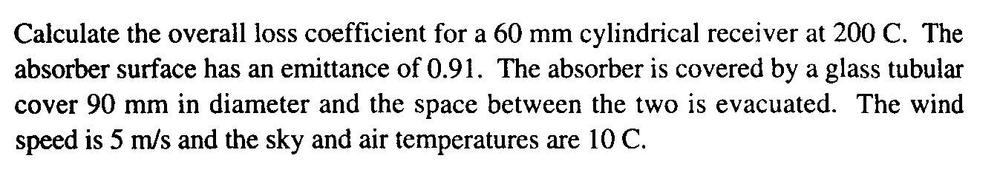 Calculate the overall loss coefficient for a 60 mm cylindrical receiver at 200 C. The
absorber surface has an emittance of 0.91. The absorber is covered by a glass tubular
cover 90 mm in diameter and the space between the two is evacuated. The wind
speed is 5 m/s and the sky and air temperatures are 10 C.